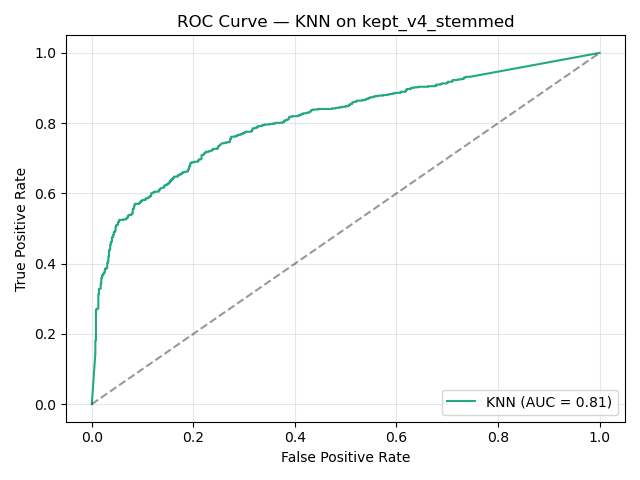 ROC Curve — KNN on kept_v4_stemmed
True Positive Rate
1.0
0.8
0.6
0.4
0.2
0.0
0.0 0.2 0.4 0.6 0.8 1.0
False Positive Rate
KNN (AUC = 0.81)